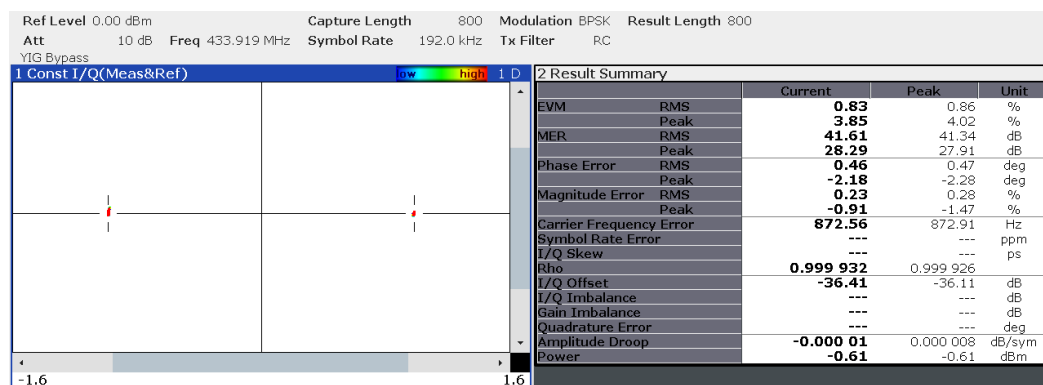 Ref Level 0.00 dBm Capture Length 800 Modulation BPSK Result Length 800
Att 10 dB Freq 433.919 MHz Symbol Rate 192.0 kHz Tx Filter RC
YIG Bypass
1 Const I/Q(Meas&Ref) ow high 1 D
-1.6 1.6
2 Result Summary
Current Peak Unit
EVM RMS 0.83 0.86 %
Peak 3.85 4.02 %
MER RMS 41.61 41.34 dB
Peak 28.29 27.91 dB
Phase Error RMS 0.46 0.47 deg
Peak -2.18 -2.28 deg
Magnitude Error RMS 0.23 0.28 %
Peak -0.91 -1.47 %
Carrier Frequency Error 872.56 872.91 Hz
Symbol Rate Error --- --- ppm
I/Q Skew --- --- ps
Rho 0.999 932 0.999 926
I/Q Offset -36.41 -36.11 dB
I/Q Imbalance --- --- dB
Gain Imbalance --- --- dB
Quadrature Error --- --- deg
Amplitude Droop -0.000 01 0.000 008 dB/sym
Power -0.61 -0.61 dBm